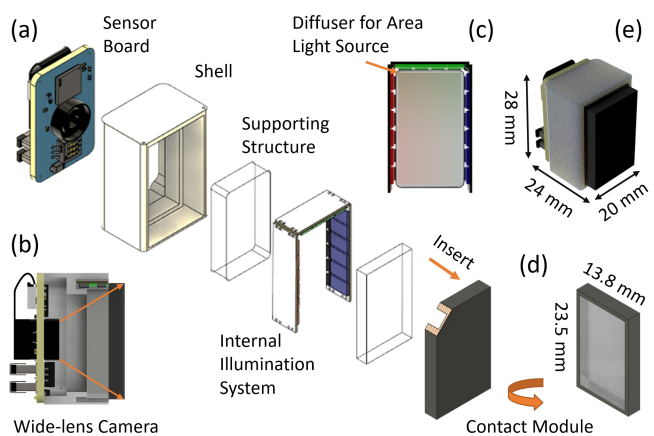 (a)
Sensor
Board
Shell
Diffuser for Area
Light Source
(c)
(e)
Supporting
Structure
28 mm
24 mm
20 mm
(b)
Insert
(d)
13.8 mm
23.5 mm
Internal
Illumination
System
Wide-lens Camera
Contact Module